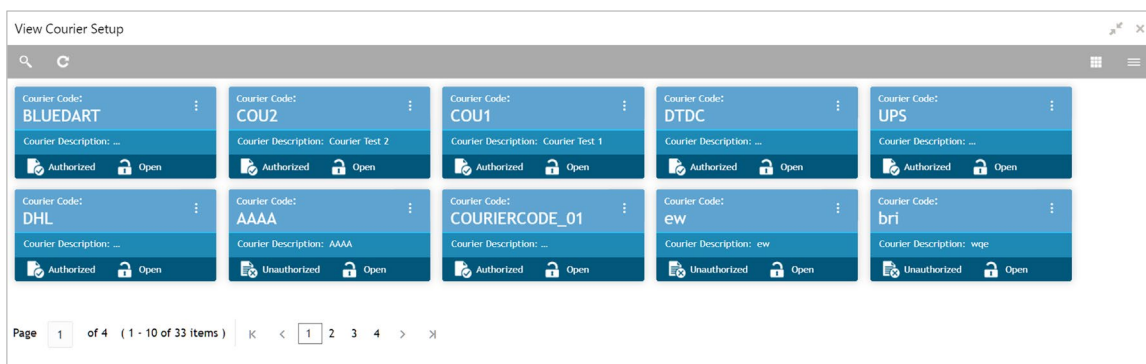 View Courier Setup
Courier Code:
BLUEDART
Courier Description: ...
Authorized Open
Courier Code:
COU2
Courier Description: Courier Test 2
Authorized Open
Courier Code:
COU1
Courier Description: Courier Test 1
Authorized Open
Courier Code:
DTDC
Courier Description: ...
Authorized Open
Courier Code:
UPS
Courier Description: ...
Authorized Open
Courier Code:
DHL
Courier Description: ...
Authorized Open
Courier Code:
AAAA
Courier Description: AAAA
Unauthorized Open
Courier Code:
COURIERCODE_01
Courier Description: ...
Authorized Open
Courier Code:
ew
Courier Description: ew
Unauthorized Open
Courier Code:
bri
Courier Description: wqe
Unauthorized Open
Page 1 of 4 ( 1 - 10 of 33 items ) 1 2 3 4